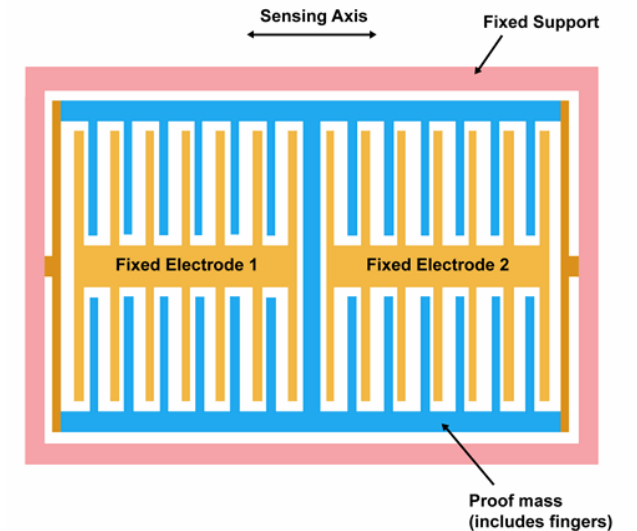 Sensing Axis
Fixed Support
Fixed Electrode 1
Fixed Electrode 2
Proof mass
(includes fingers)